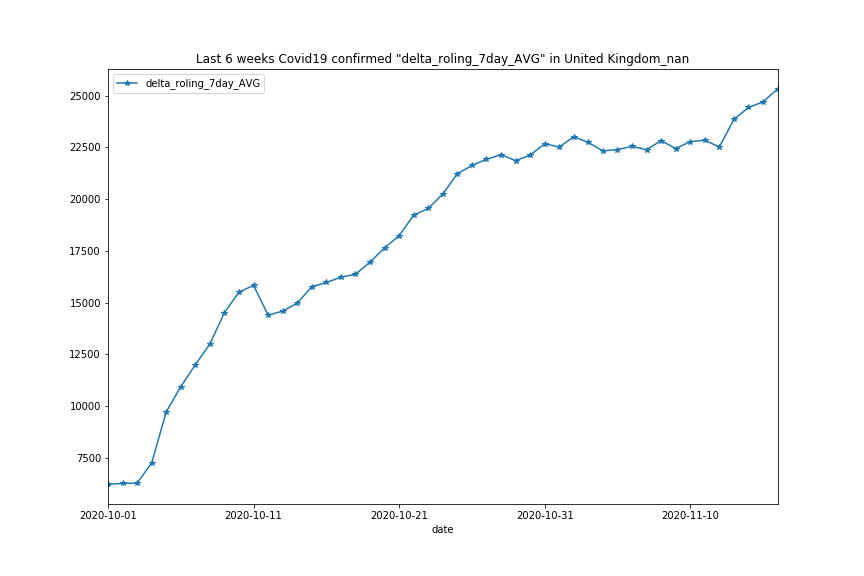 Last 6 weeks Covid19 confirmed "delta_roling_7day_AVG" in United Kingdom_nan
delta_roling_7day_AVG
25000
22500
20000
17500
15000
12500
10000
7500
2020-10-01 2020-10-11 2020-10-21 2020-10-31 2020-11-10
date